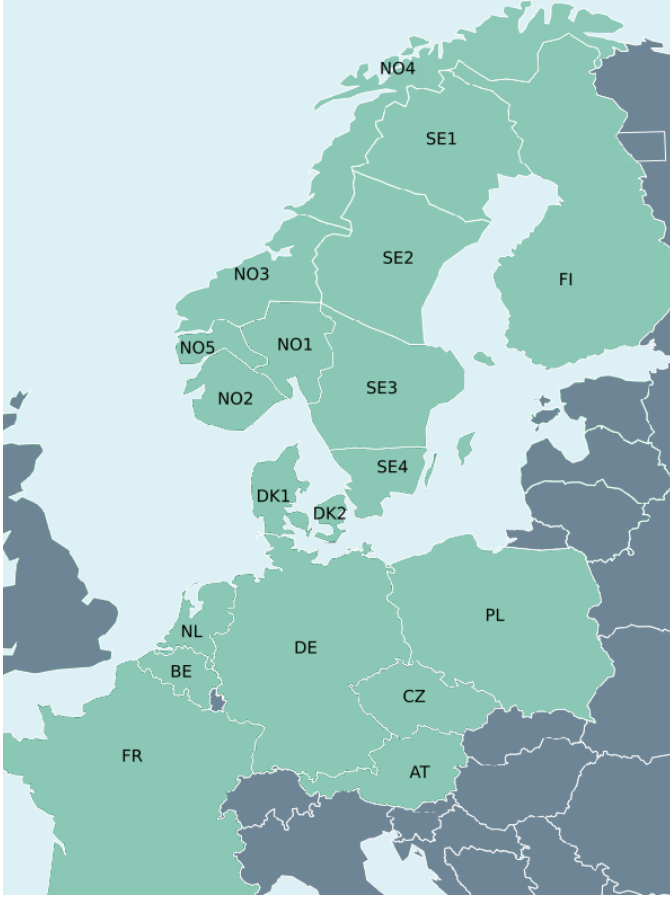 NO4
SE1
SE2
NO3
FI
NO5
NO1
NO2
SE3
SE4
DK1
DK2
PL
NL
DE
BE
CZ
FR
AT